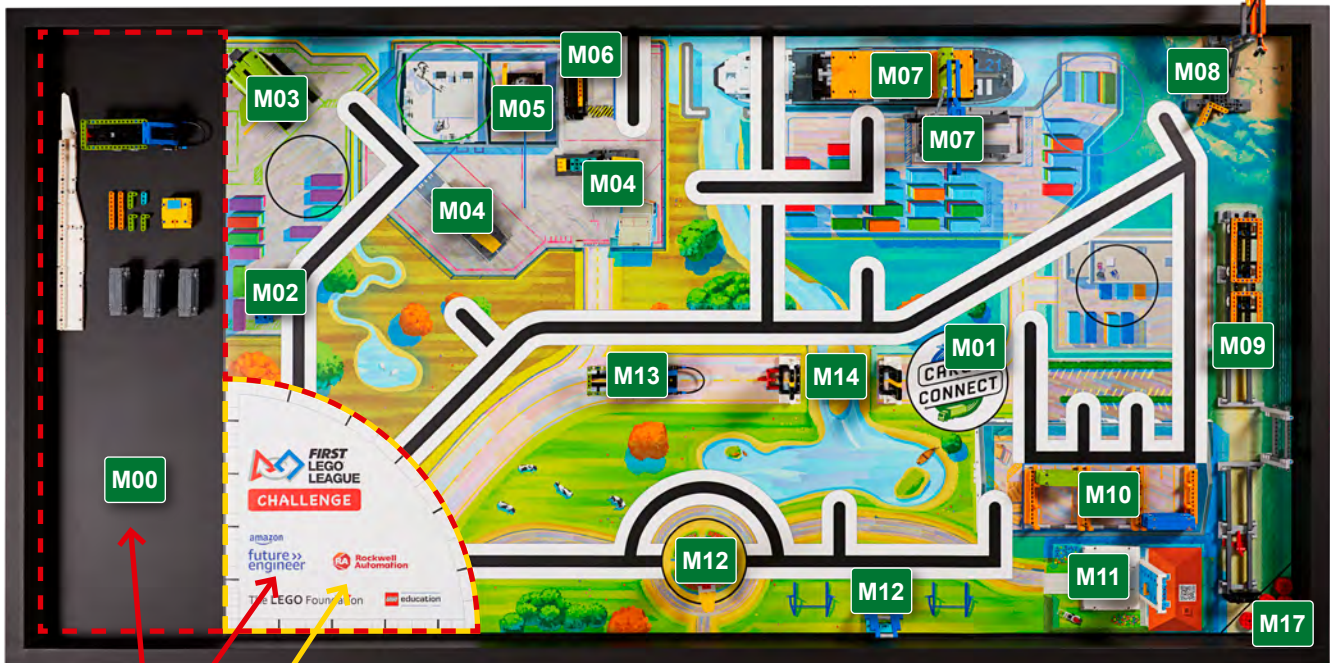 M06
M03
M05
M07
M08
M07
M04
M04
M02
M01
CARGO
CONNECT
M09
M13
M14
FIRST
LEGO
LEAGUE
CHALLENGE
M00
M10
amazon
future »
engineer
RA
Rockwell
Automation
M12
M11
M12
The LEGO Foundation
education
M17